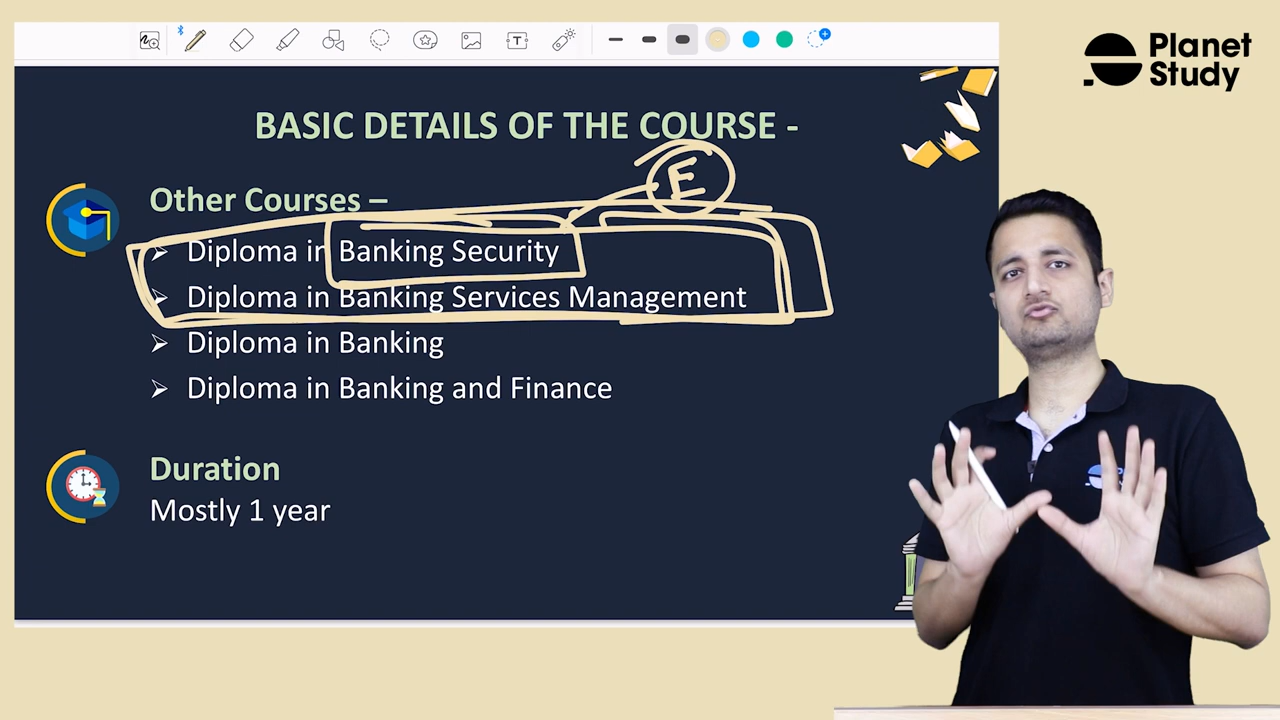 Planet
Study
BASIC DETAILS OF THE COURSE -
E
Other Courses –
Diploma in Banking Security
Diploma in Banking Services Management
Diploma in Banking
Diploma in Banking and Finance
Duration
Mostly 1 year